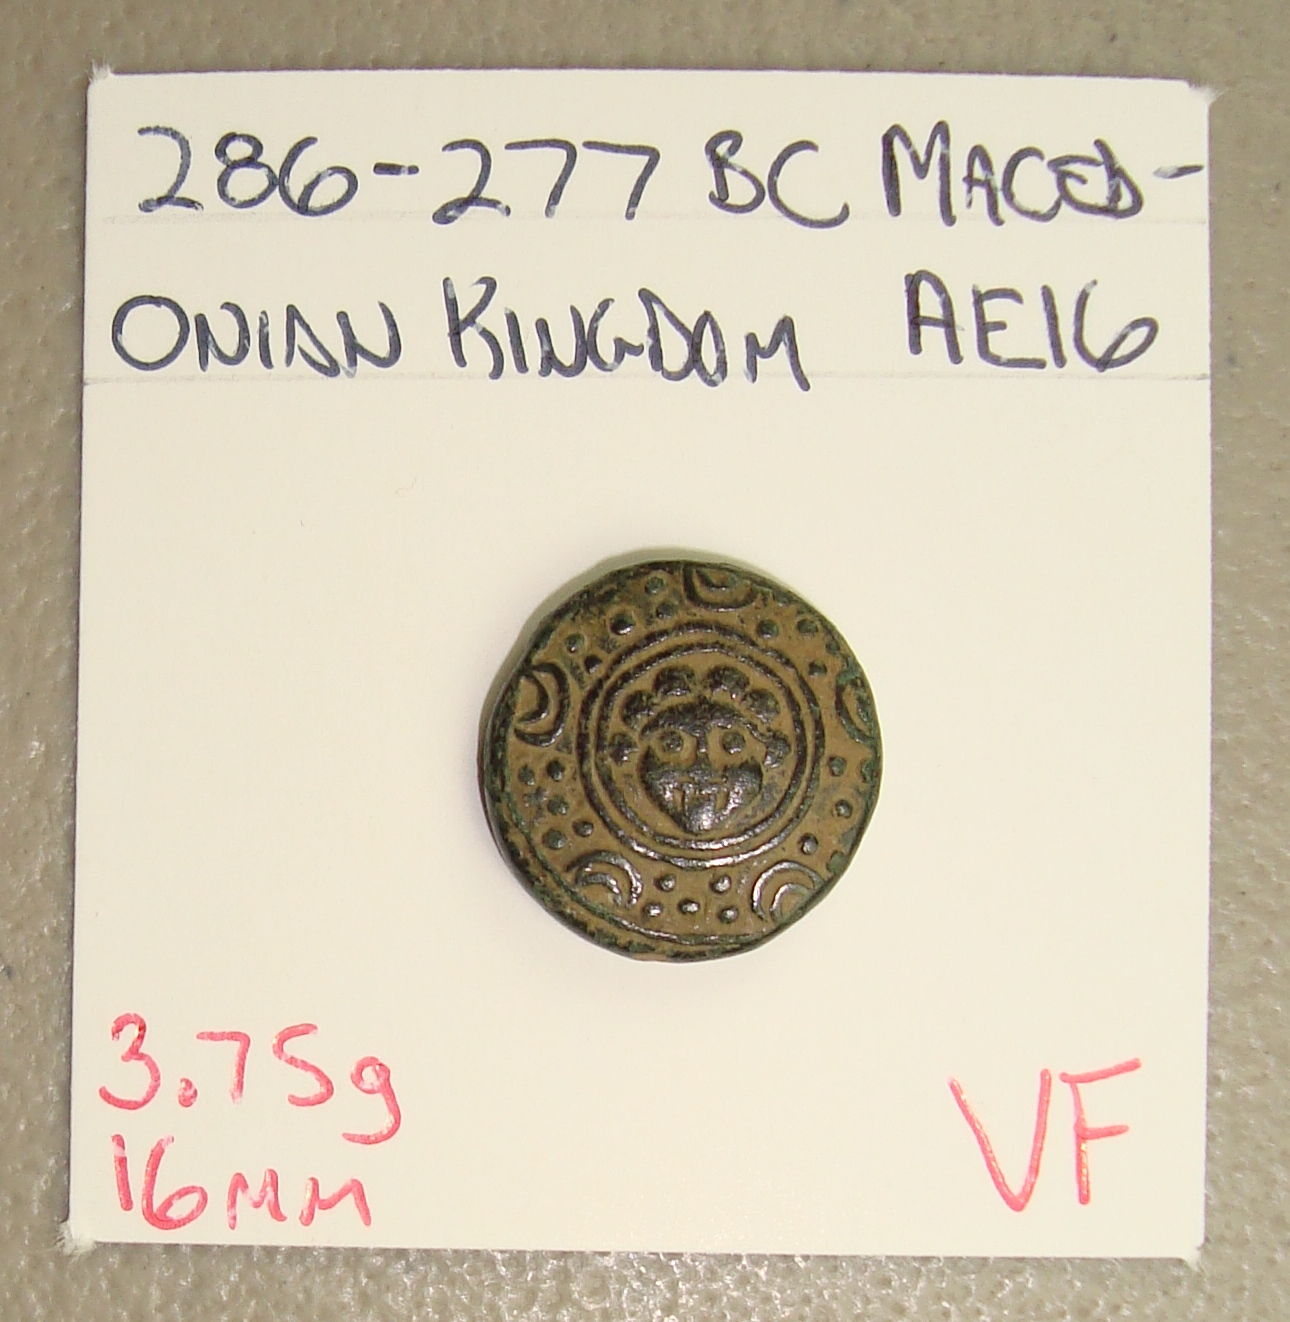 286-277 BC MACED-
ONIAN KINGDOM AE16
3.75g
16MM
VF